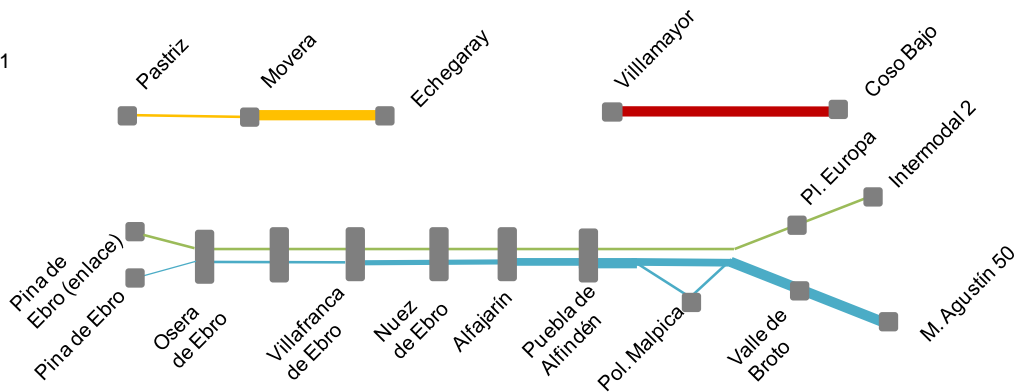 1
Pastriz
Movera
Echegaray
Villlamayor
Coso Bajo
Pl. Europa
Intermodal 2
Pina de
Ebro (enlace)
Pina de Ebro
Osera
de Ebro
Villafranca
de Ebro
Nuez
de Ebro
Alfajarín
Puebla de
Alfindén
Pol. Malpica
Valle de
Broto
M. Agustín 50